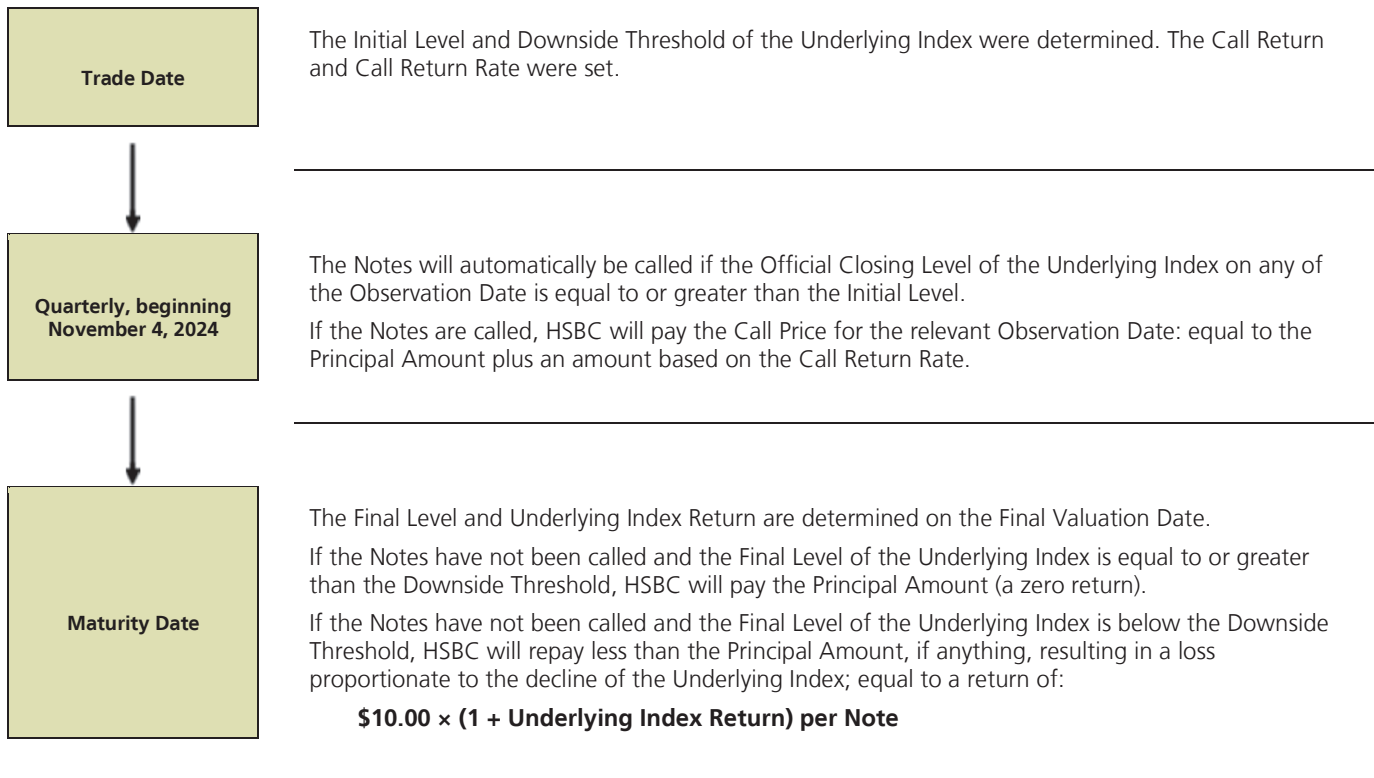 Trade Date
The Initial Level and Downside Threshold of the Underlying Index were determined. The Call Return
and Call Return Rate were set.
Quarterly, beginning
November 4, 2024
The Notes will automatically be called if the Official Closing Level of the Underlying Index on any of
the Observation Date is equal to or greater than the Initial Level.
If the Notes are called, HSBC will pay the Call Price for the relevant Observation Date: equal to the
Principal Amount plus an amount based on the Call Return Rate.
Maturity Date
The Final Level and Underlying Index Return are determined on the Final Valuation Date.
If the Notes have not been called and the Final Level of the Underlying Index is equal to or greater
than the Downside Threshold, HSBC will pay the Principal Amount (a zero return).
If the Notes have not been called and the Final Level of the Underlying Index is below the Downside
Threshold, HSBC will repay less than the Principal Amount, if anything, resulting in a loss
proportionate to the decline of the Underlying Index; equal to a return of:
$10.00 × (1 + Underlying Index Return) per Note